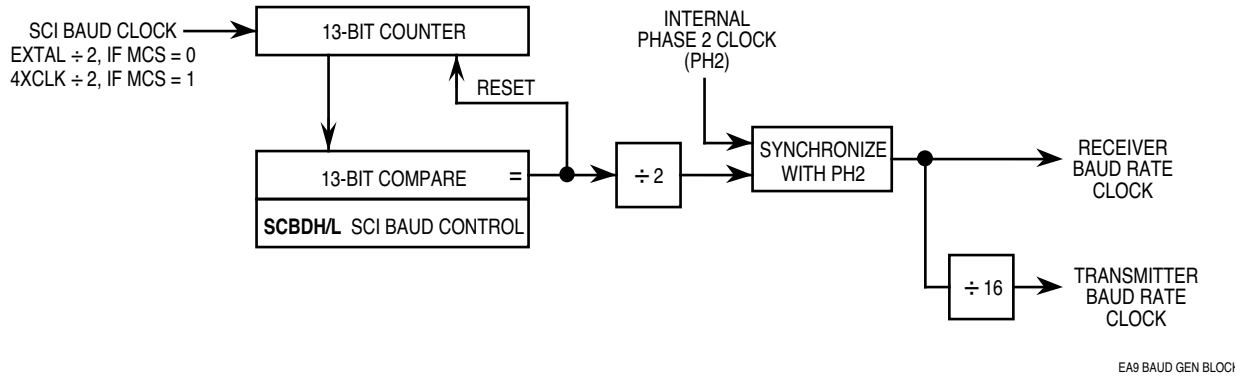 SCI BAUD CLOCK
EXTAL ÷ 2, IF MCS = 0
4XCLK ÷ 2, IF MCS = 1
13-BIT COUNTER
RESET
13-BIT COMPARE =
SCBDH/L SCI BAUD CONTROL
÷ 2
INTERNAL
PHASE 2 CLOCK
(PH2)
SYNCHRONIZE
WITH PH2
RECEIVER
BAUD RATE
CLOCK
÷ 16
TRANSMITTER
BAUD RATE
CLOCK
EA9 BAUD GEN BLOCK